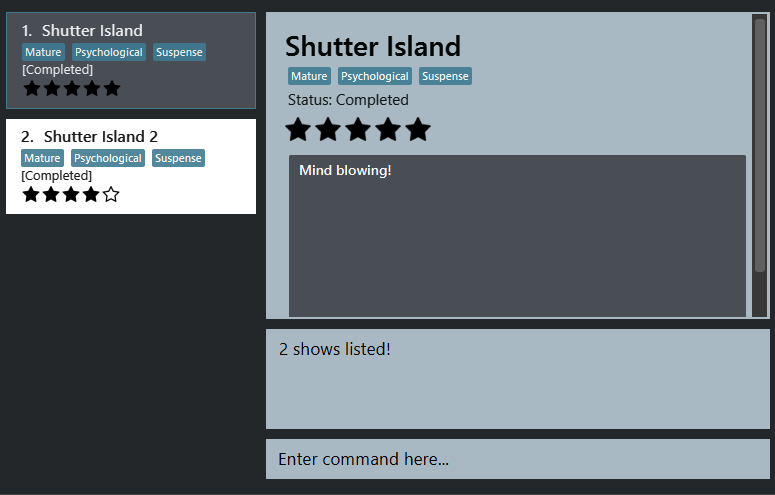 1. Shutter Island
Mature Psychological Suspense
[Completed]
2. Shutter Island 2
Mature Psychological Suspense
[Completed]
Shutter Island
Mature Psychological Suspense
Status: Completed
Mind blowing!
2 shows listed!
Enter command here...